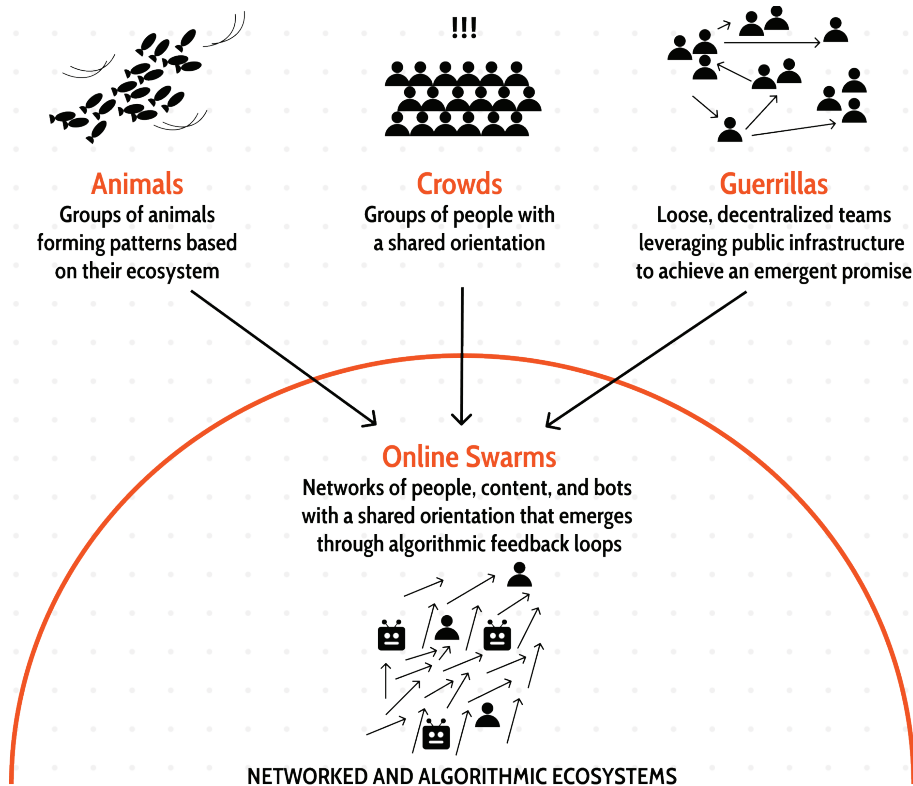 !!!
Animals
Groups of animals
forming patterns based
on their ecosystem
Crowds
Groups of people with
a shared orientation
Guerrillas
Loose, decentralized teams
leveraging public infrastructure
to achieve an emergent promise
Online Swarms
Networks of people, content, and bots
with a shared orientation that emerges
through algorithmic feedback loops
NETWORKED AND ALGORITHMIC ECOSYSTEMS